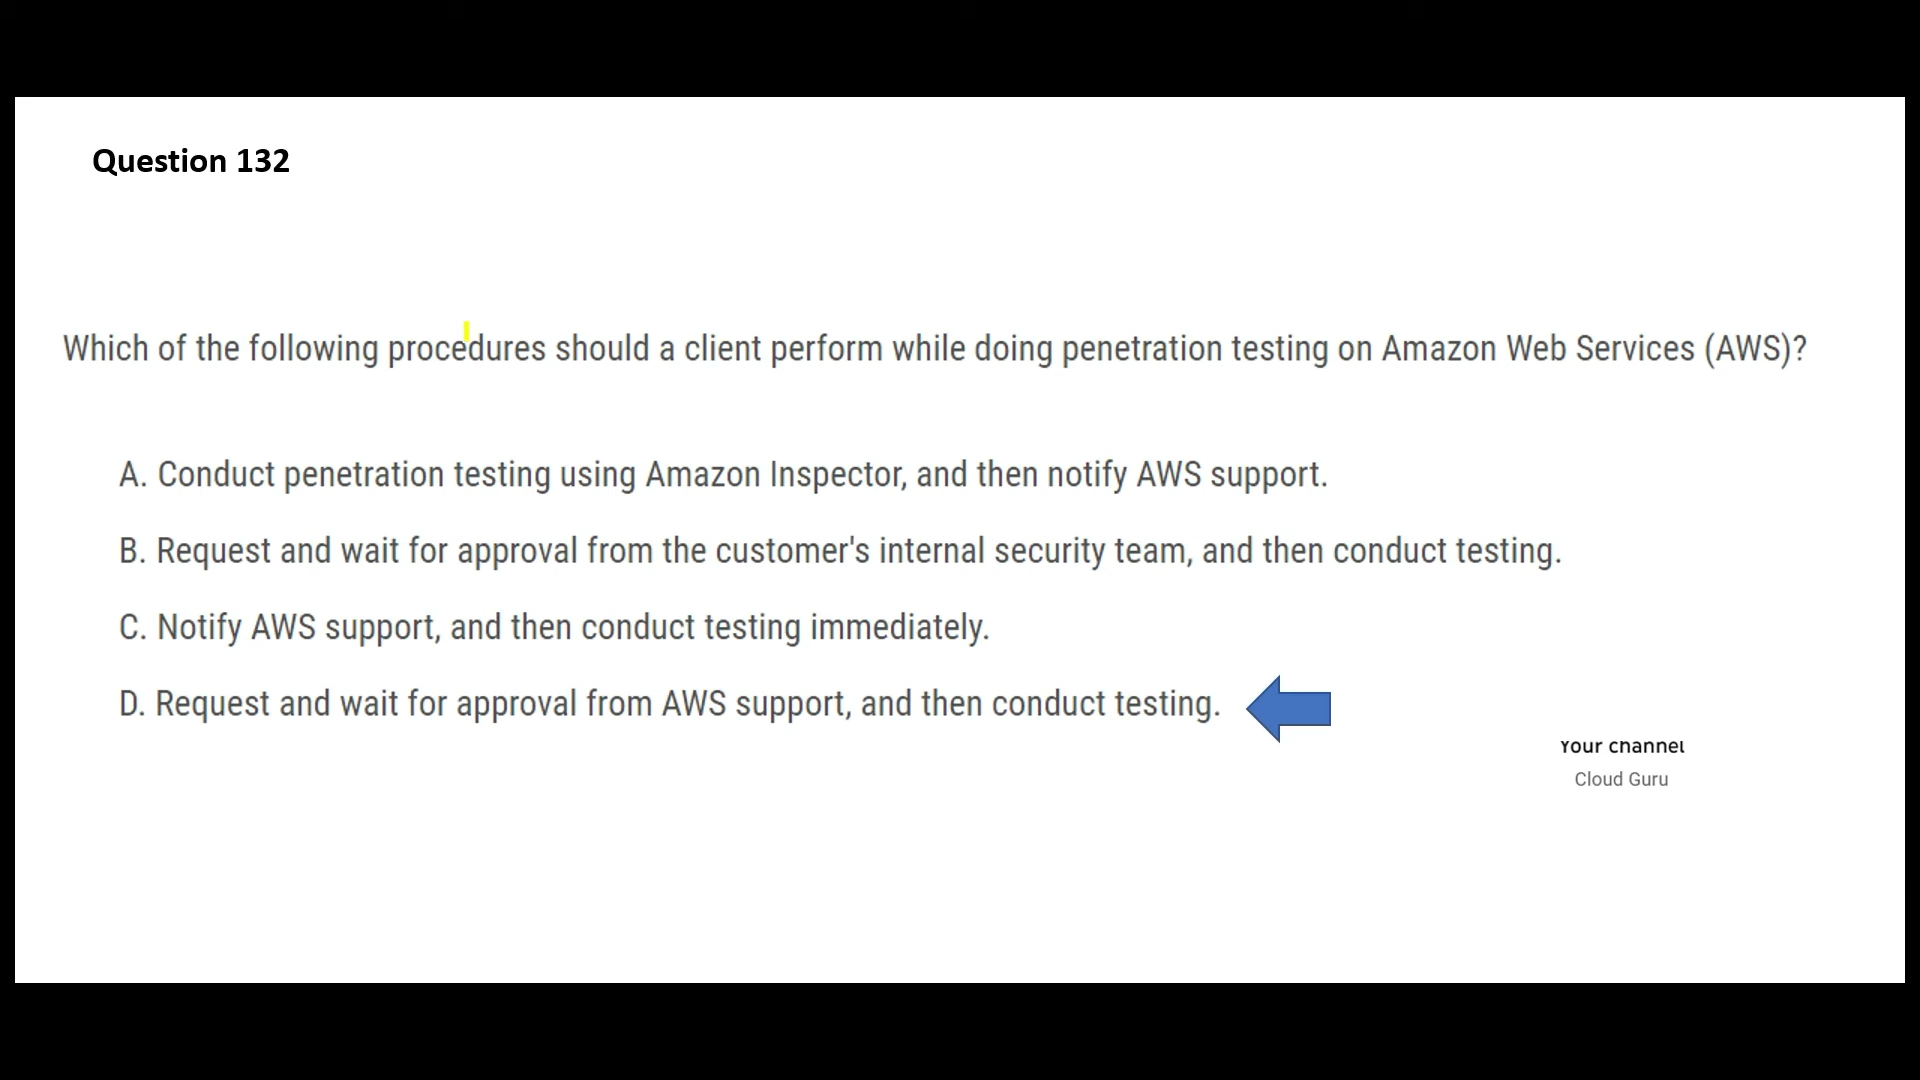 Question 132
Which of the following procedures should a client perform while doing penetration testing on Amazon Web Services (AWS)?
A. Conduct penetration testing using Amazon Inspector, and then notify AWS support.
B. Request and wait for approval from the customer's internal security team, and then conduct testing.
C. Notify AWS support, and then conduct testing immediately.
D. Request and wait for approval from AWS support, and then conduct testing.
Your channel
Cloud Guru